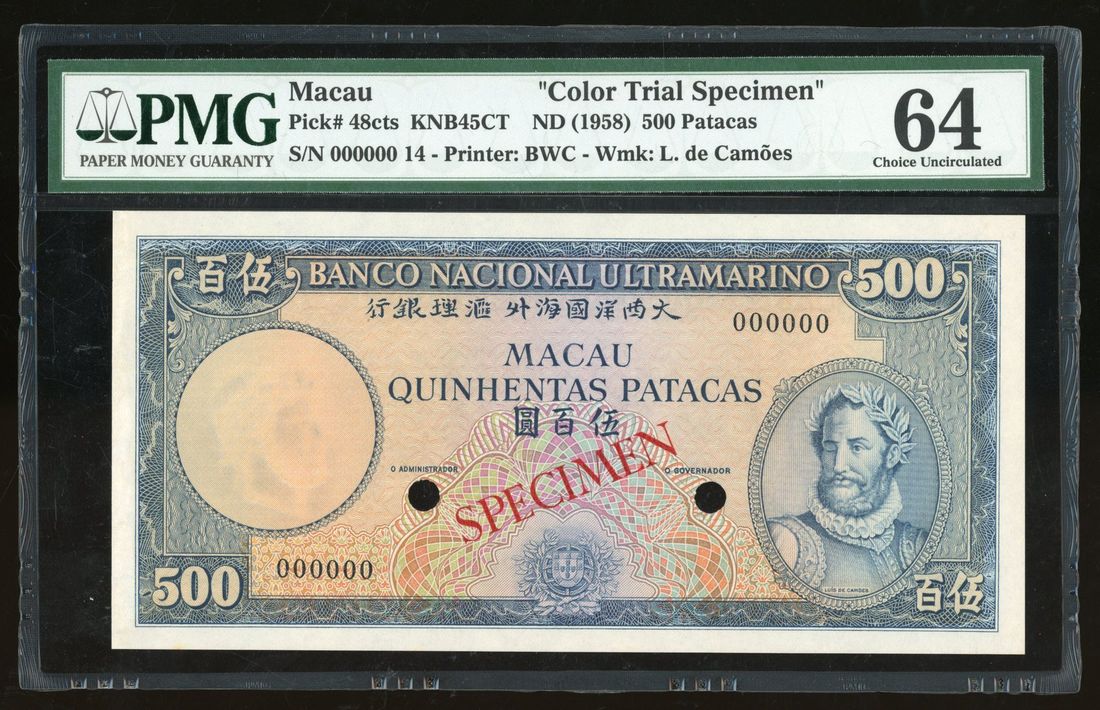 PMG
PAPER MONEY GUARANTY
Macau "Color Trial Specimen"
Pick# 48cts KNB45CT ND (1958) 500 Patacas
S/N 000000 14 - Printer: BWC - Wmk: L. de Camões
64
Choice Uncirculated
百伍
BANCO NACIONAL ULTRAMARINO
500
行銀理滙 外海國洋西大
000000
MACAU
QUINHENTAS PATACAS
圓百伍
O ADMINISTRADOR
O GOVERNADOR
SPECIMEN
000000
500
LUIS DE CAMÕES
百伍